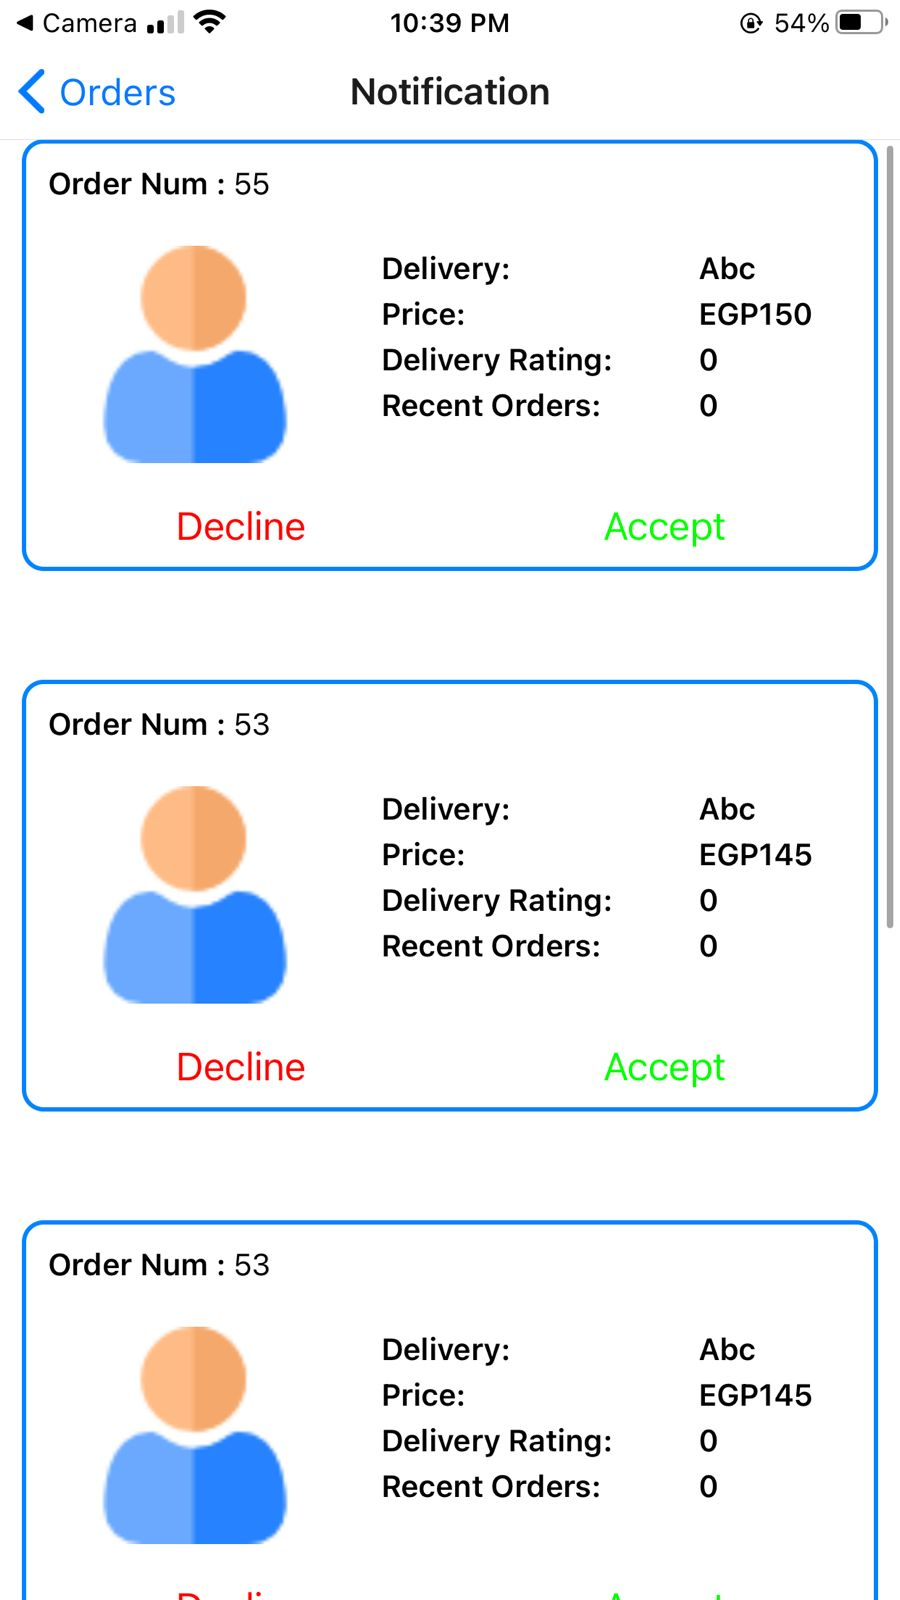 Camera 10:39 PM 54%
Orders Notification
Order Num : 55
Delivery: Abc
Price: EGP150
Delivery Rating: 0
Recent Orders: 0
Decline Accept
Order Num : 53
Delivery: Abc
Price: EGP145
Delivery Rating: 0
Recent Orders: 0
Decline Accept
Order Num : 53
Delivery: Abc
Price: EGP145
Delivery Rating: 0
Recent Orders: 0